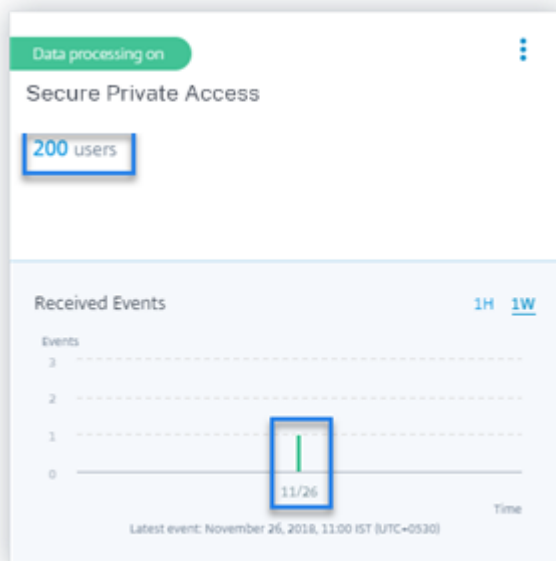 Data processing on
Secure Private Access
200 users
Received Events
1H 1W
Events
3
2
1
0
11/26
Time
Latest event: November 26, 2018, 11:00 IST (UTC+0530)